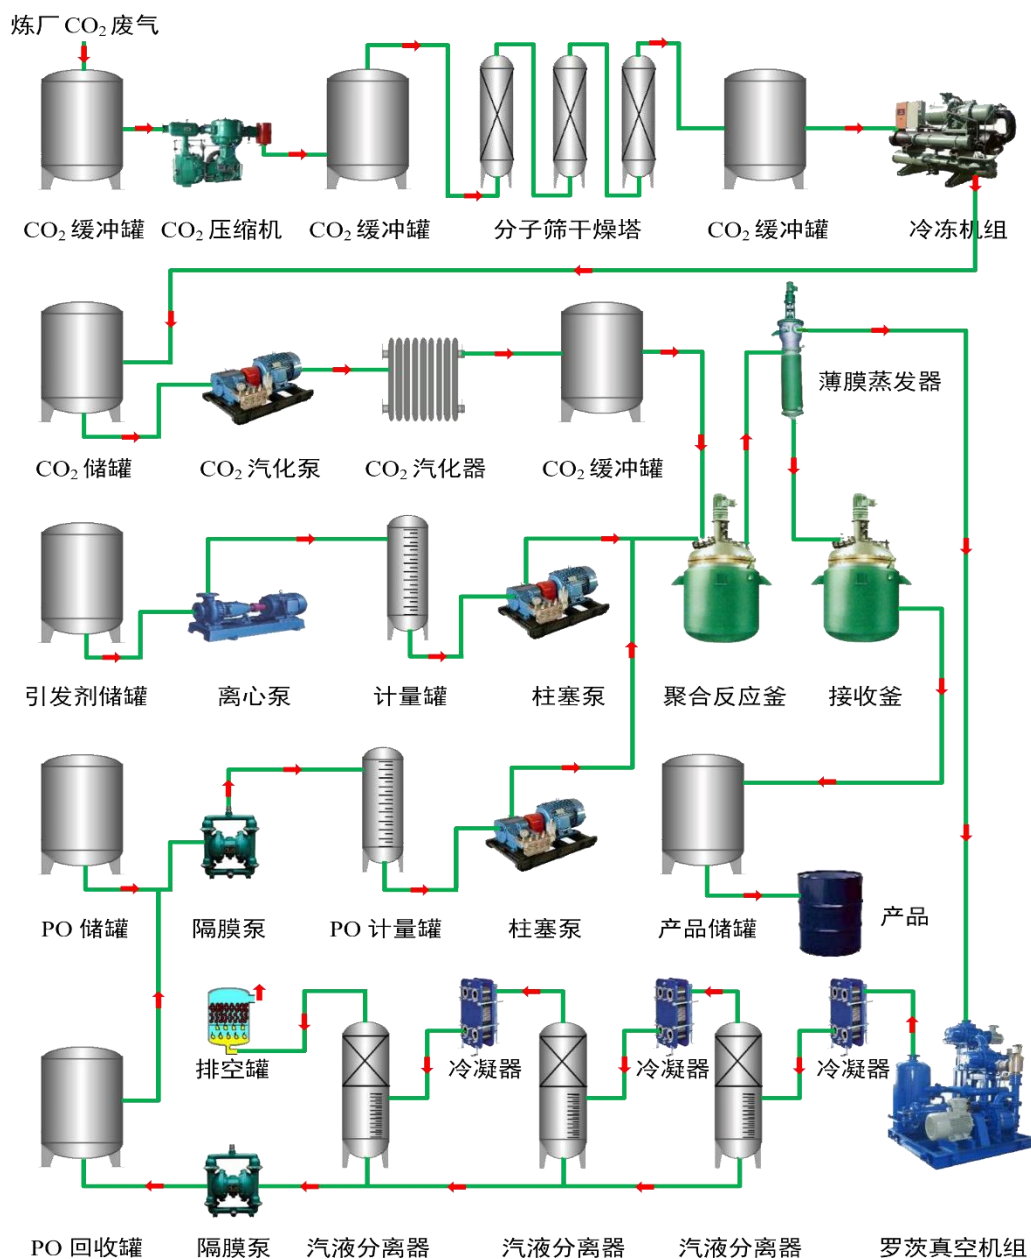 炼厂 CO₂ 废气
CO₂ 缓冲罐 CO₂ 压缩机 CO₂ 缓冲罐 分子筛干燥塔 CO₂ 缓冲罐 冷冻机组
薄膜蒸发器
CO₂ 储罐 CO₂ 汽化泵 CO₂ 汽化器 CO₂ 缓冲罐
引发剂储罐 离心泵 计量罐 柱塞泵 聚合反应釜 接收釜
产品
PO 储罐 隔膜泵 PO 计量罐 柱塞泵 产品储罐
排空罐 冷凝器 冷凝器 冷凝器
PO 回收罐 隔膜泵 汽液分离器 汽液分离器 汽液分离器 罗茨真空机组